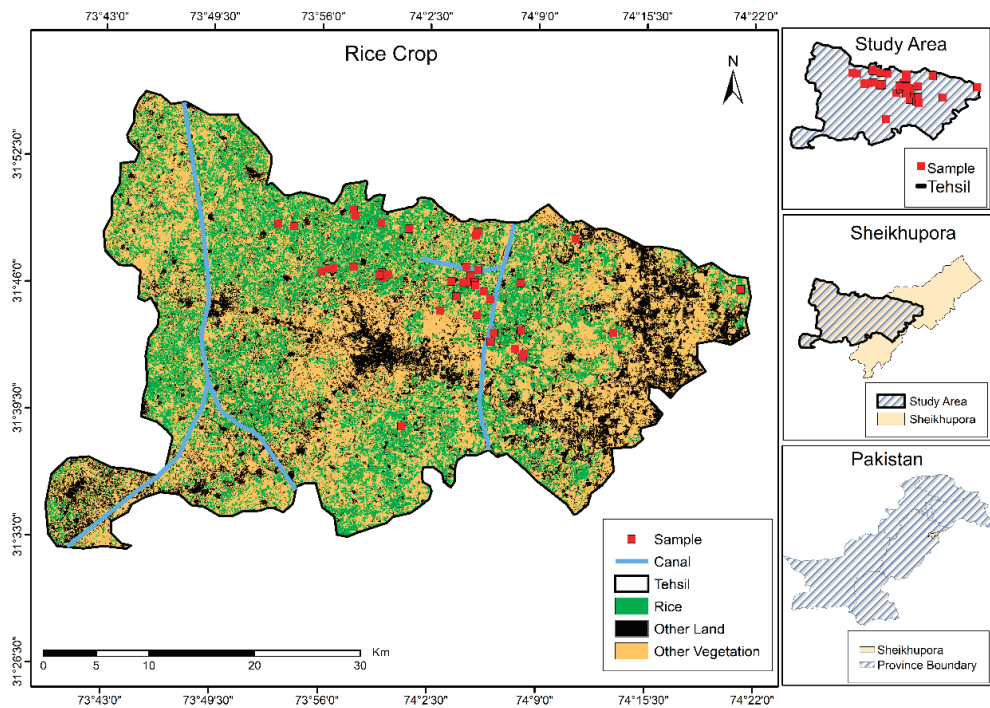 73°43'0" 73°49'30" 73°56'0" 74°2'30" 74°9'0" 74°15'30" 74°22'0"
Rice Crop
N
31°52'30"
31°46'0"
31°39'30"
31°33'0"
31°26'30"
Sample
Canal
Tehsil
Rice
Other Land
Other Vegetation
Km
0 5 10 20 30
73°43'0" 73°49'30" 73°56'0" 74°2'30" 74°9'0" 74°15'30" 74°22'0"
Study Area
Sample
Tehsil
Sheikhupora
Study Area
Sheikhupora
Pakistan
Sheikhupora
Province Boundary